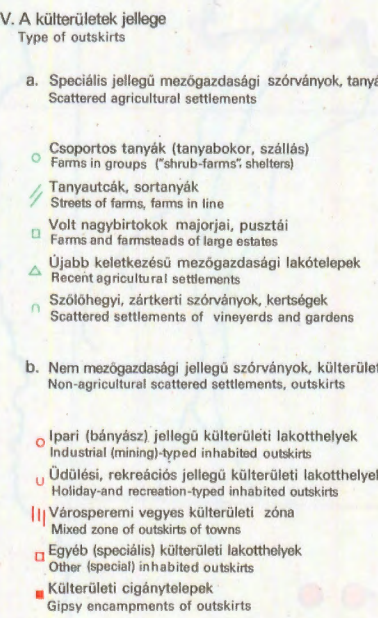 V. A külterületek jellege
Type of outskirts
a. Speciális jellegű mezőgazdasági szórványok,
Scattered agricultural settlements
Csoportos tanyák (tanyabokor, szállás)
Farms in groups ("shrub-farms", shelters)
Tanyautcák, sortanyák
Streets of farms, farms in line
Volt nagybirtokok majorjai, pusztái
Farms and farmsteads of large estates
Újabb keletkezésű mezőgazdasági lakótelepek
Recent agricultural settlements
Szőlőhegyi, zártkerti szórványok, kertségek
Scattered settlements of vineyerds and gardens
b. Nem mezőgazdasági jellegű szórványok,
Non-agricultural scattered settlements, outskirts
Ipari (bányász) jellegű külterületi lakotthelyek
Industrial (mining)-typed inhabited outskirts
Üdülési, rekreációs jellegű külterületi lakotthelyek
Holiday-and recreation-typed inhabited outskirts
Városperemi vegyes külterületi zóna
Mixed zone of outskirts of towns
Egyéb (speciális) külterületi lakotthelyek
Other (special) inhabited outskirts
Külterületi cigánytelepek
Gipsy encampments of outskirts